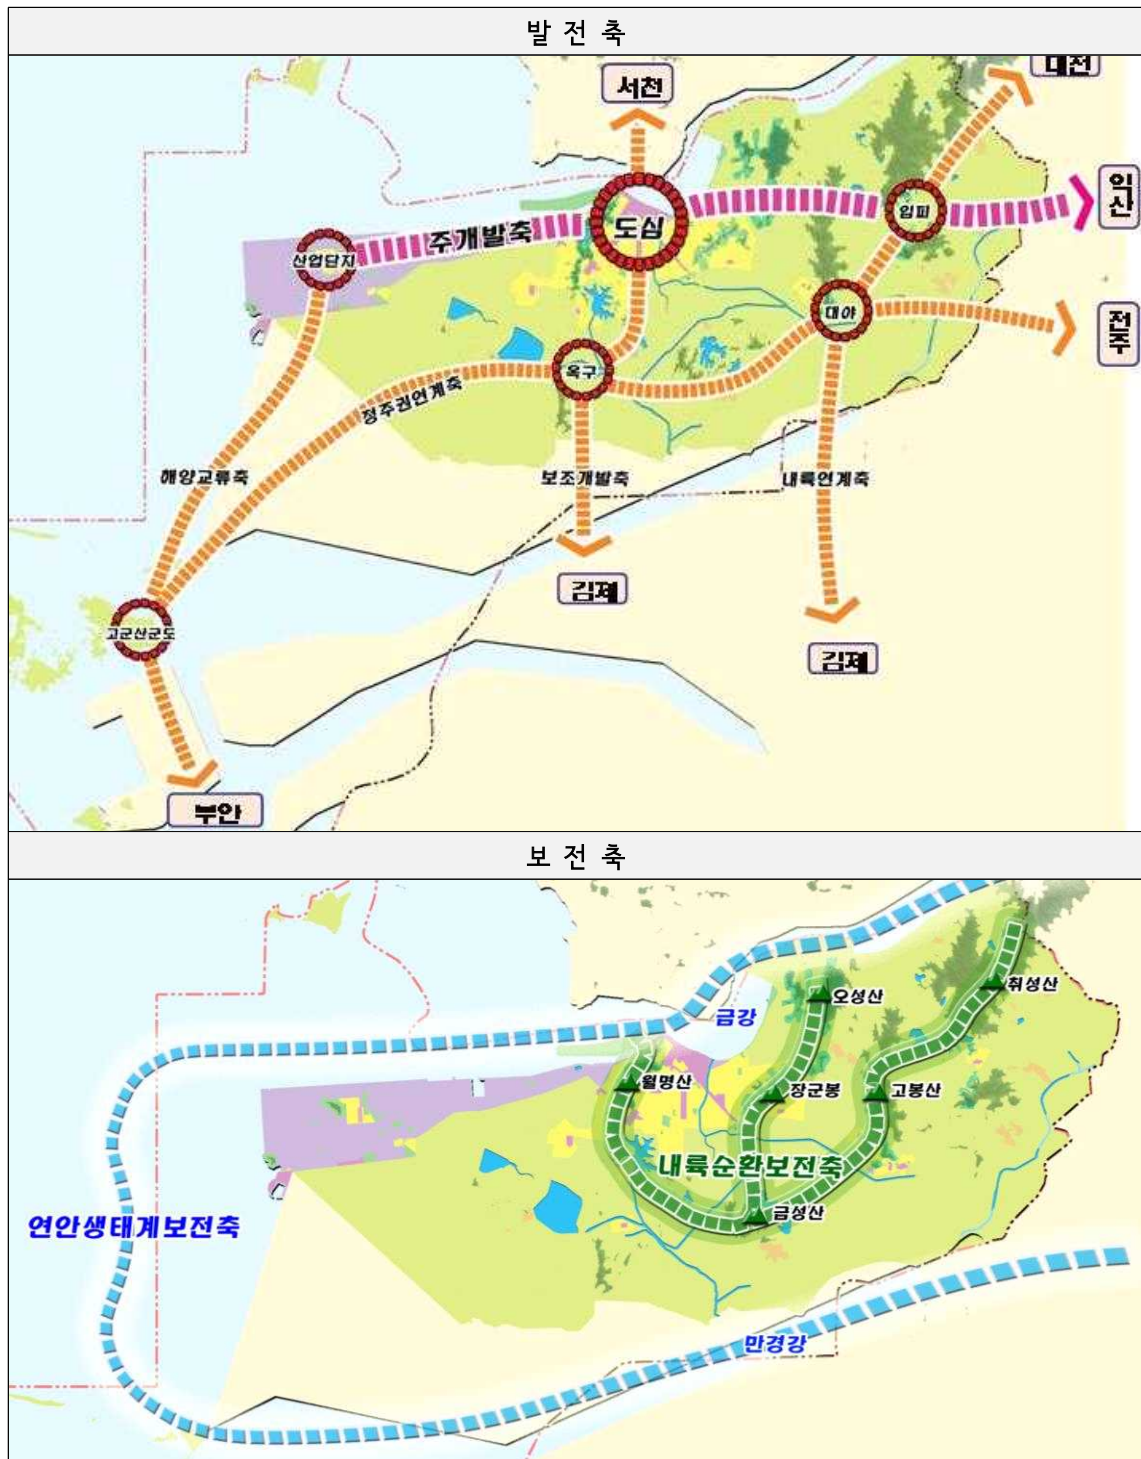 발 전 축
서천
대전
익산
임피
도심
주개발축
산업단지
대야
전주
옥구
정주권연계축
해양교류축
보조개발축
내륙연계축
김제
고군산군도
김제
부안
보 전 축
취성산
오성산
금강
월명산
장군봉
고봉산
내륙순환보전축
금성산
연안생태계보전축
만경강